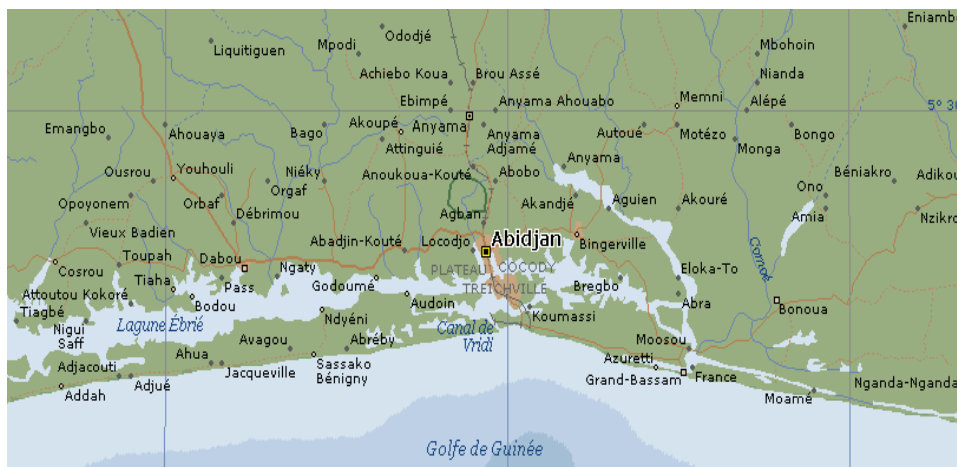 Eniambo
Ododjé
Liquitiguen
Mpodi
Mbohoin
Achiebo Koua
Brou Assé
Nianda
Memni
5° 30
Ebimpé
Anyama Ahouabo
Alépé
Emangbo
Ahouaya
Bago
Akoupé
Anyama
Anyama
Adjamé
Autoué
Motézo
Bongo
Attinguié
Monga
Youhouli
Anyama
Ousrou
Niéky
Anoukoua-Kouté
Abobo
Béniakro
Adikou
Opoyonem
Orbaf
Orgaf
Akandjé
Aguien
Akouré
Ono
Amia
Nzikro
Vieux Badien
Débrimou
Agban
Abidjan
Abadjin-Kouté
Locodjo
Bingerville
Comoé
Cosrou
Toupah
Dabou
PLATEAU
COCODY
Tiaha
Pass
Ngaty
Godoumé
TREICHVILLE
Bregbo
Eloka-To
Attoutou Kokoré
Tiagbé
Bodou
Audoin
Abra
Bonoua
Nigui
Saff
Lagune Ébrié
Ndyéni
Canal de
Vridi
Koumassi
Ahua
Avagou
Abréby
Moosou
Adjacouti
Jacqueville
Sassako
Bénigny
Azuretti
Grand-Bassam
France
Nganda-Nganda
Addah
Adjué
Moamé
Golfe de Guinée